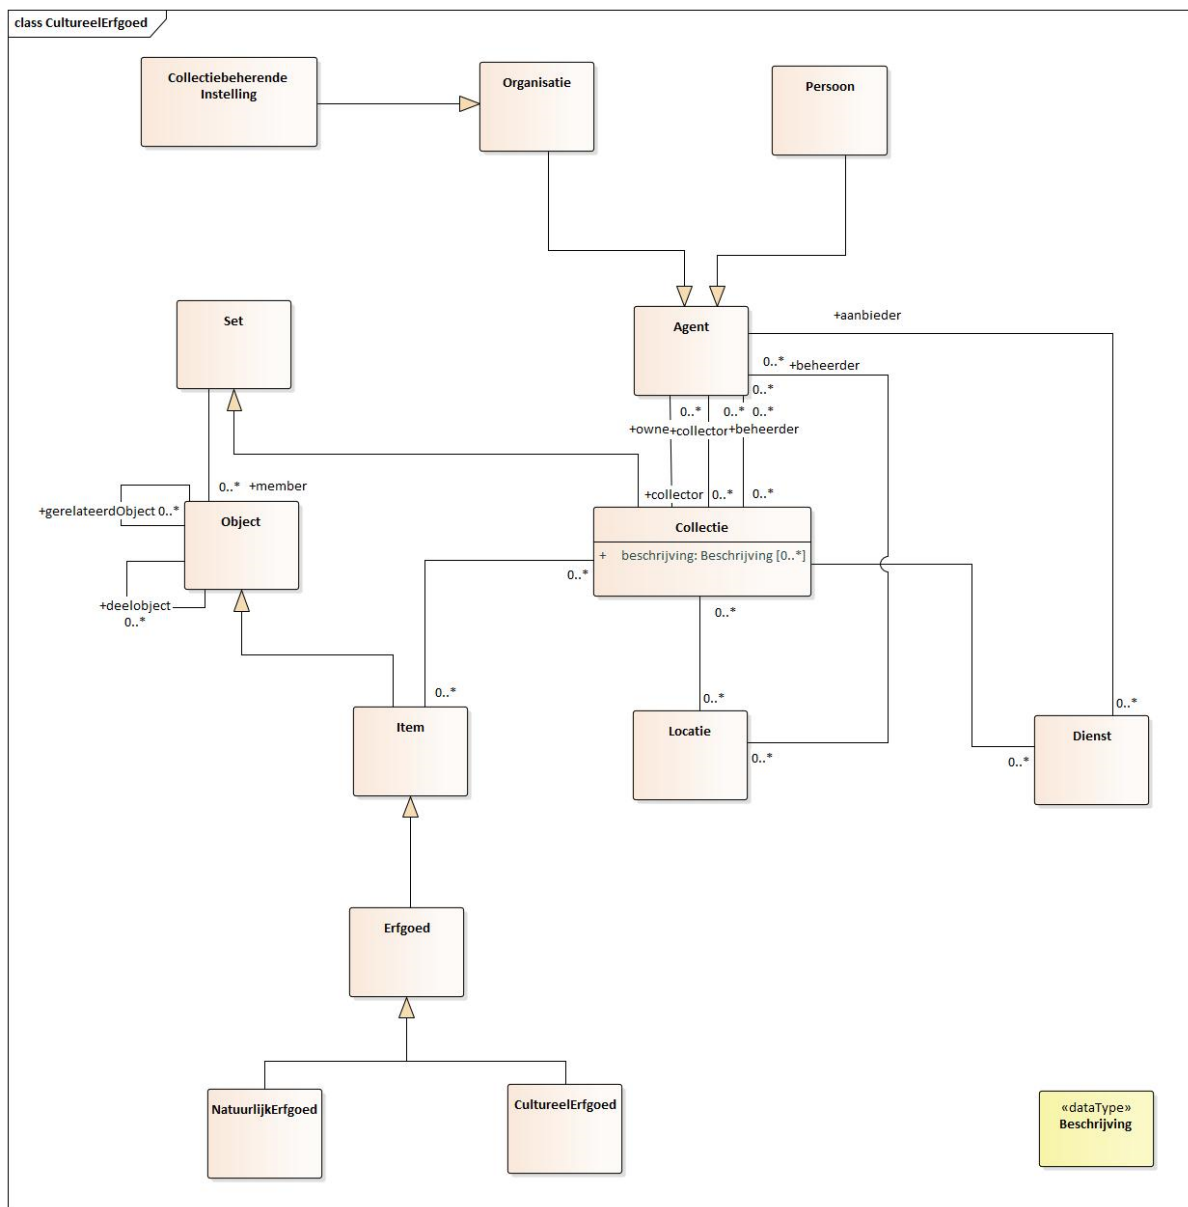 class CultureelErfgoed
Collectiebeherende
Instelling
Organisatie
Persoon
Set
Agent
+aanbieder
0..* +beheerder
0..*
0..* 0..* 0..*
+owne
+collector
+beheerder
0..* +member
+gerelateerdObject 0..*
Object
+collector 0..* 0..*
Collectie
+ beschrijving: Beschrijving [0..*]
0..*
+deelobject
0..*
0..*
0..*
0..*
0..*
Item
Locatie
0..*
Dienst
0..*
0..*
Erfgoed
NatuurlijkErfgoed
CultureelErfgoed
«dataType»
Beschrijving